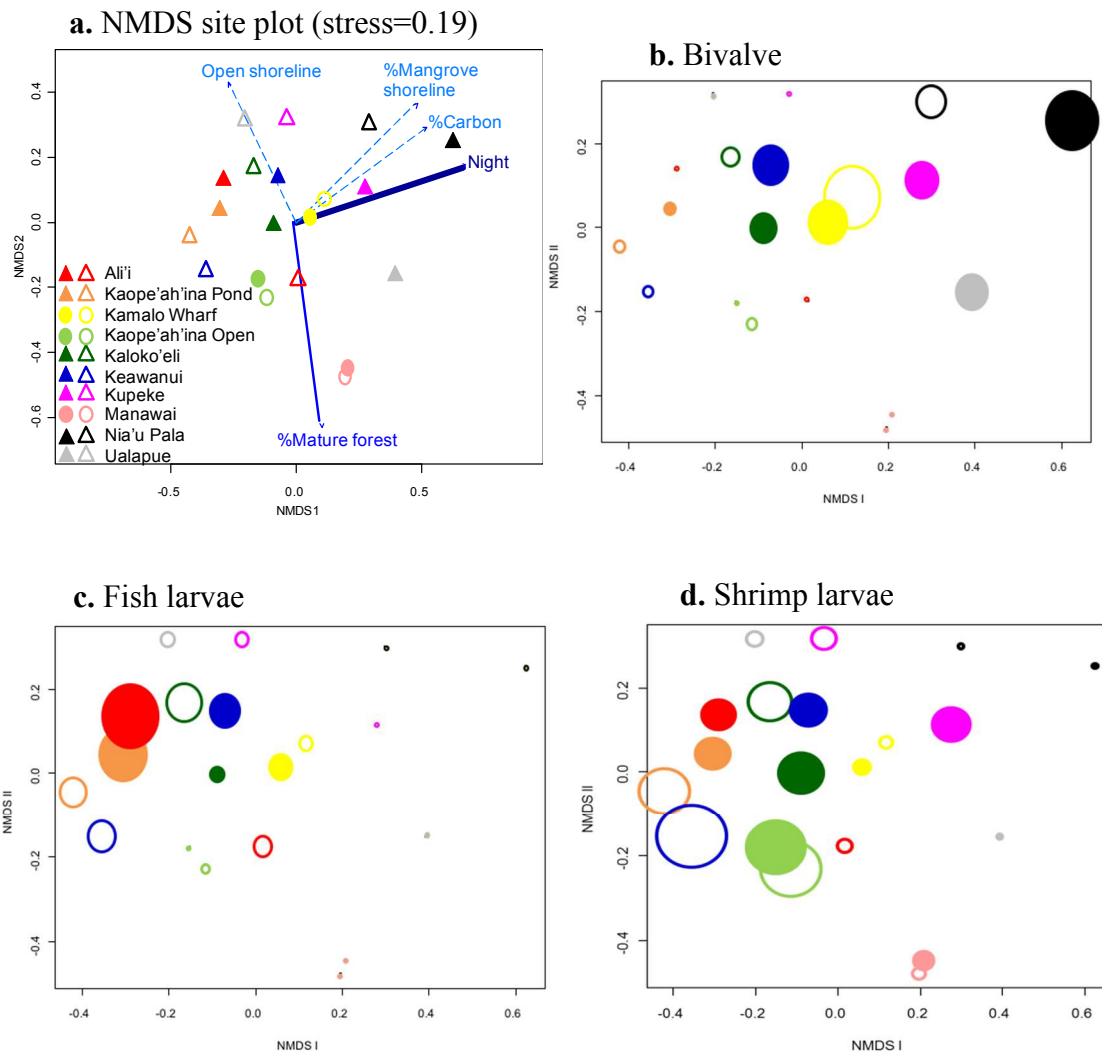 a. NMDS site plot (stress=0.19)
Open shoreline
%Mangrove
shoreline
%Carbon
Night
%Mature forest
NMDS2
0.4
0.2
0.0
-0.2
-0.4
-0.6
Ali'i
Kaope'ah'ina Pond
Kamalo Wharf
Kaope'ah'ina Open
Kaloko'eli
Keawanui
Kupeke
Manawai
Nia'u Pala
Ualapue
-0.5
0.0
0.5
NMDS1
b. Bivalve
NMDS II
0.2
0.0
-0.2
-0.4
-0.4
-0.2
0.0
0.2
0.4
0.6
NMDS I
c. Fish larvae
NMDS II
0.2
0.0
-0.2
-0.4
-0.4
-0.2
0.0
0.2
0.4
0.6
NMDS I
d. Shrimp larvae
NMDS II
0.2
0.0
-0.2
-0.4
-0.4
-0.2
0.0
0.2
0.4
0.6
NMDS I